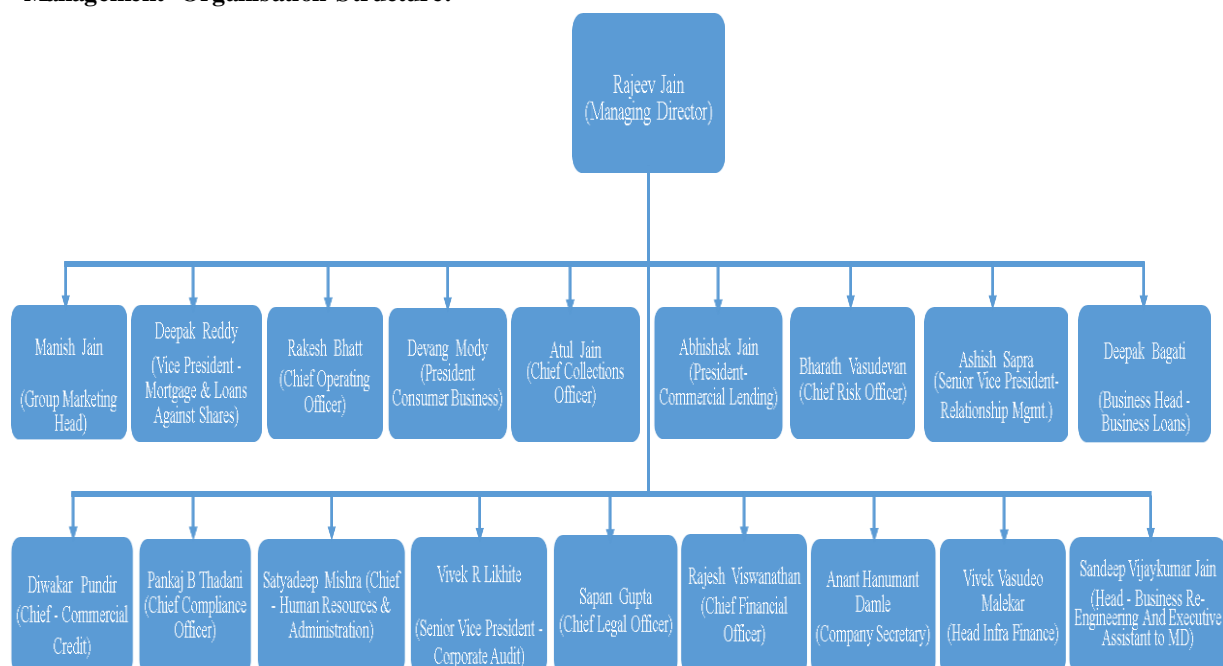 Management Organisation Structure:
Rajeev Jain
(Managing Director)
Manish Jain
(Group Marketing
Head)
Deepak Reddy
(Vice President -
Mortgage & Loans
Against Shares)
Rakesh Bhatt
(Chief Operating
Officer)
Devang Mody
(President
Consumer Business)
Atul Jain
(Chief Collections
Officer)
Abhishek Jain
(President-
Commercial Lending)
Bharath Vasudevan
(Chief Risk Officer)
Ashish Sapra
(Senior Vice President-
Relationship Mgmt.)
Deepak Bagati
(Business Head -
Business Loans)
Diwakar Pundir
(Chief - Commercial
Credit)
Pankaj B Thadani
(Chief Compliance
Officer)
Satyadeep Mishra (Chief
- Human Resources &
Administration)
Vivek R Likhite
(Senior Vice President -
Corporate Audit)
Sapan Gupta
(Chief Legal Officer)
Rajesh Viswanathan
(Chief Financial
Officer)
Anant Hanumant
Damle
(Company Secretary)
Vivek Vasudeo
Malekar
(Head Infra Finance)
Sandeep Vijaykumar Jain
(Head - Business Re-
Engineering And Executive
Assistant to MD)